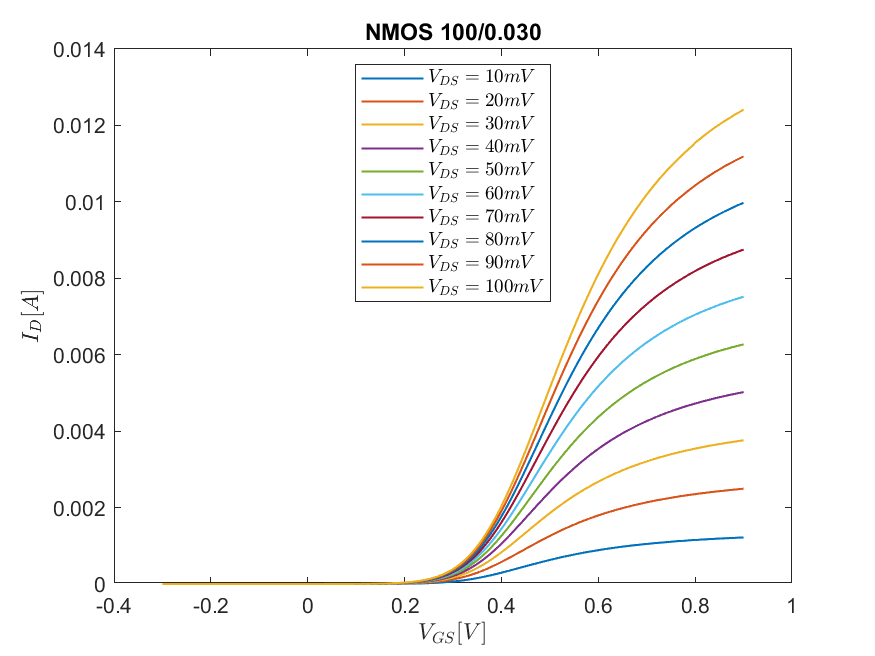 NMOS 100/0.030
0.014
0.012
0.01
0.008
0.006
0.004
0.002
0
I_D[A]
V_DS = 10mV
V_DS = 20mV
V_DS = 30mV
V_DS = 40mV
V_DS = 50mV
V_DS = 60mV
V_DS = 70mV
V_DS = 80mV
V_DS = 90mV
V_DS = 100mV
-0.4 -0.2 0 0.2 0.4 0.6 0.8 1
V_GS[V]